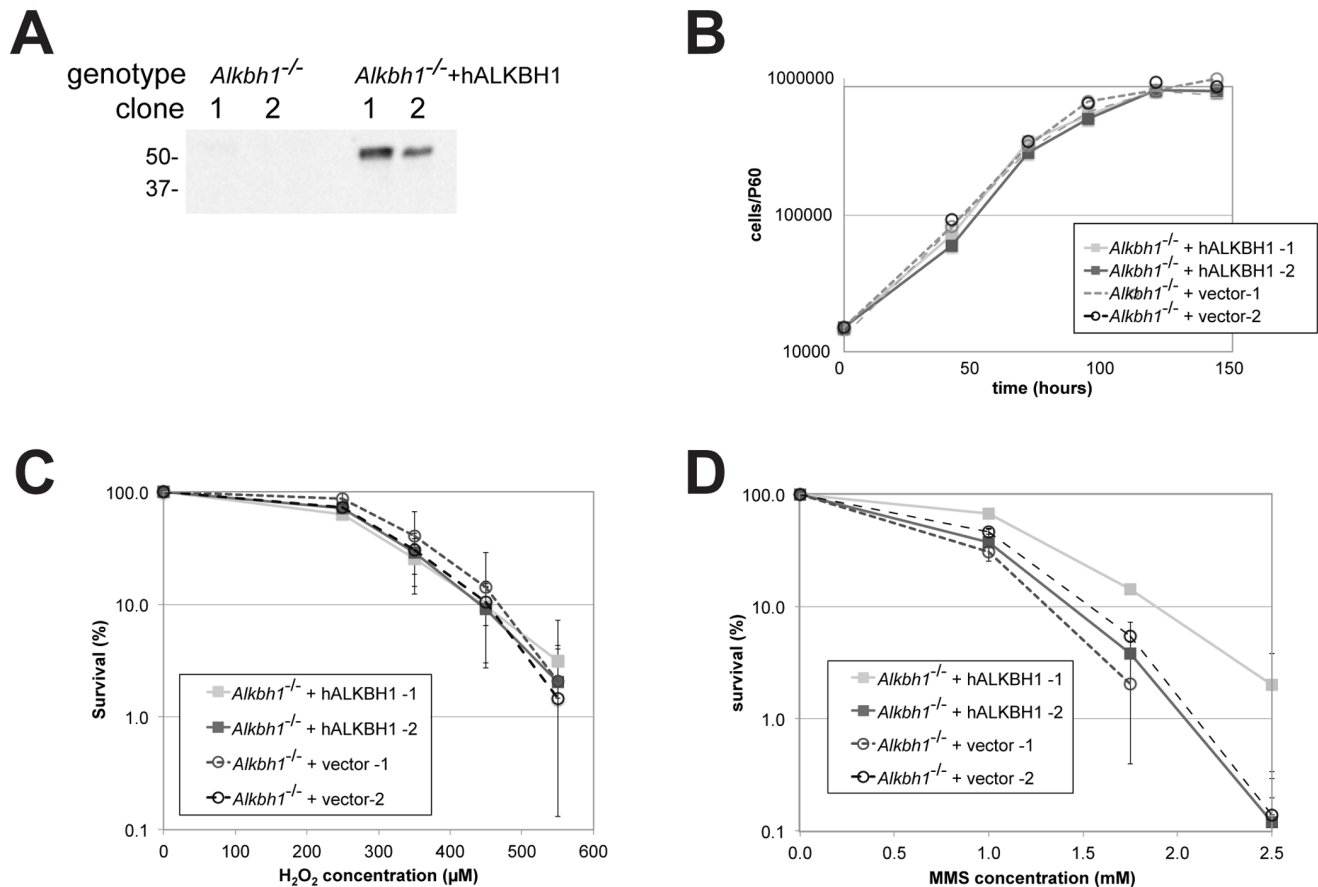 A
genotype Alkbh1-/- Alkbh1-/-+hALKBH1
clone 1 2 1 2
50-
37-
B
1000000
100000
10000
cells/P60
0 50 100 150
time (hours)
Alkbh1-/- + hALKBH1 -1
Alkbh1-/- + hALKBH1 -2
Alkbh1-/- + vector-1
Alkbh1-/- + vector-2
C
100.0
10.0
1.0
0.1
Survival (%)
Alkbh1-/- + hALKBH1 -1
Alkbh1-/- + hALKBH1 -2
Alkbh1-/- + vector -1
Alkbh1-/- + vector-2
0 100 200 300 400 500 600
H2O2 concentration (µM)
D
100.0
10.0
1.0
0.1
survival (%)
Alkbh1-/- + hALKBH1 -1
Alkbh1-/- + hALKBH1 -2
Alkbh1-/- + vector -1
Alkbh1-/- + vector -2
0.0 1.0 1.5 2.0 2.5
MMS concentration (mM)